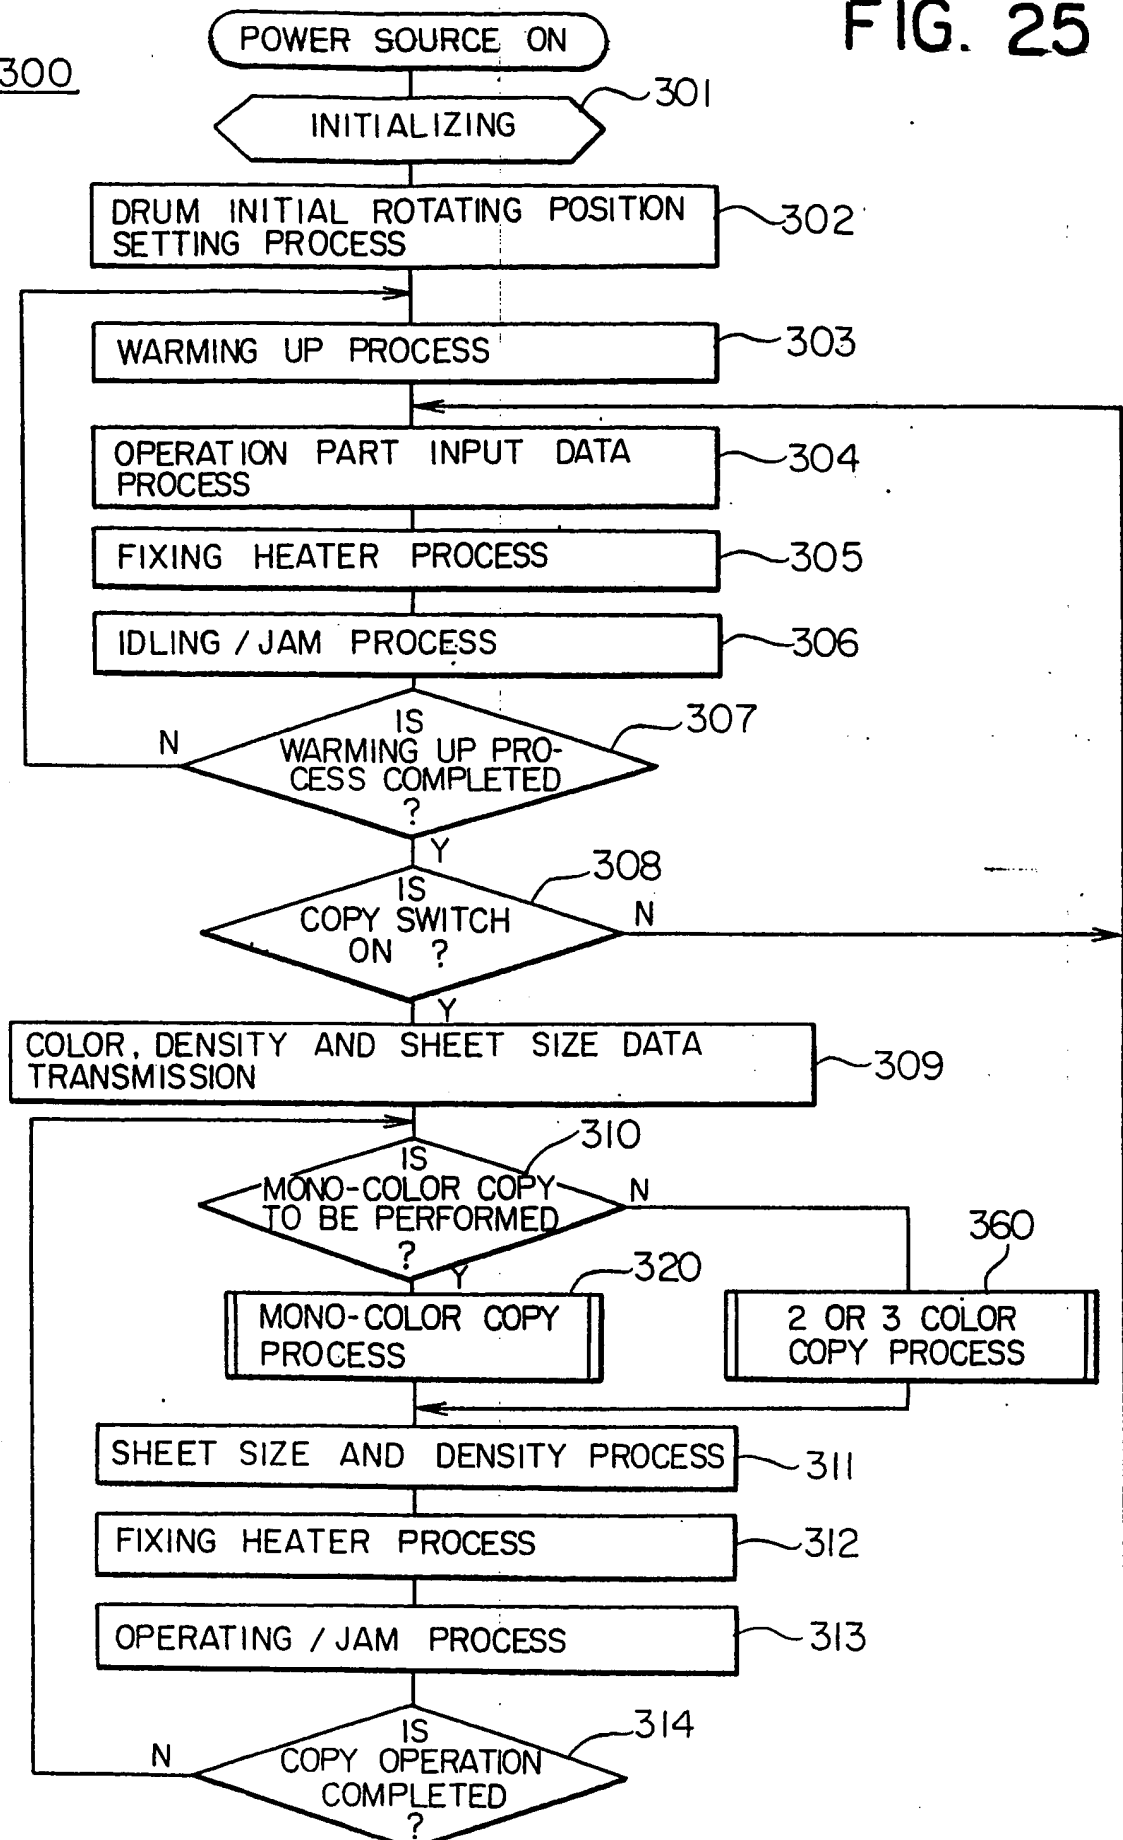 FIG. 25
300
POWER SOURCE ON
301
INITIALIZING
302
DRUM INITIAL ROTATING POSITION
SETTING PROCESS
303
WARMING UP PROCESS
304
OPERATION PART INPUT DATA
PROCESS
305
FIXING HEATER PROCESS
306
IDLING / JAM PROCESS
307
IS
WARMING UP PRO-
CESS COMPLETED
?
N
Y
308
IS
COPY SWITCH
ON ?
N
Y
309
COLOR, DENSITY AND SHEET SIZE DATA
TRANSMISSION
310
IS
MONO-COLOR COPY
TO BE PERFORMED
?
N
Y
320
MONO-COLOR COPY
PROCESS
360
2 OR 3 COLOR
COPY PROCESS
311
SHEET SIZE AND DENSITY PROCESS
312
FIXING HEATER PROCESS
313
OPERATING / JAM PROCESS
314
IS
COPY OPERATION
COMPLETED
?
N